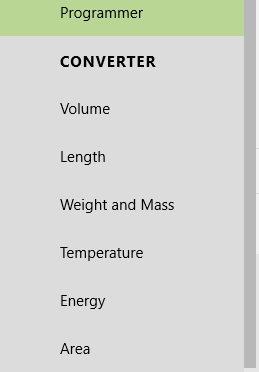 Programmer
CONVERTER
Volume
Length
Weight and Mass
Temperature
Energy
Area